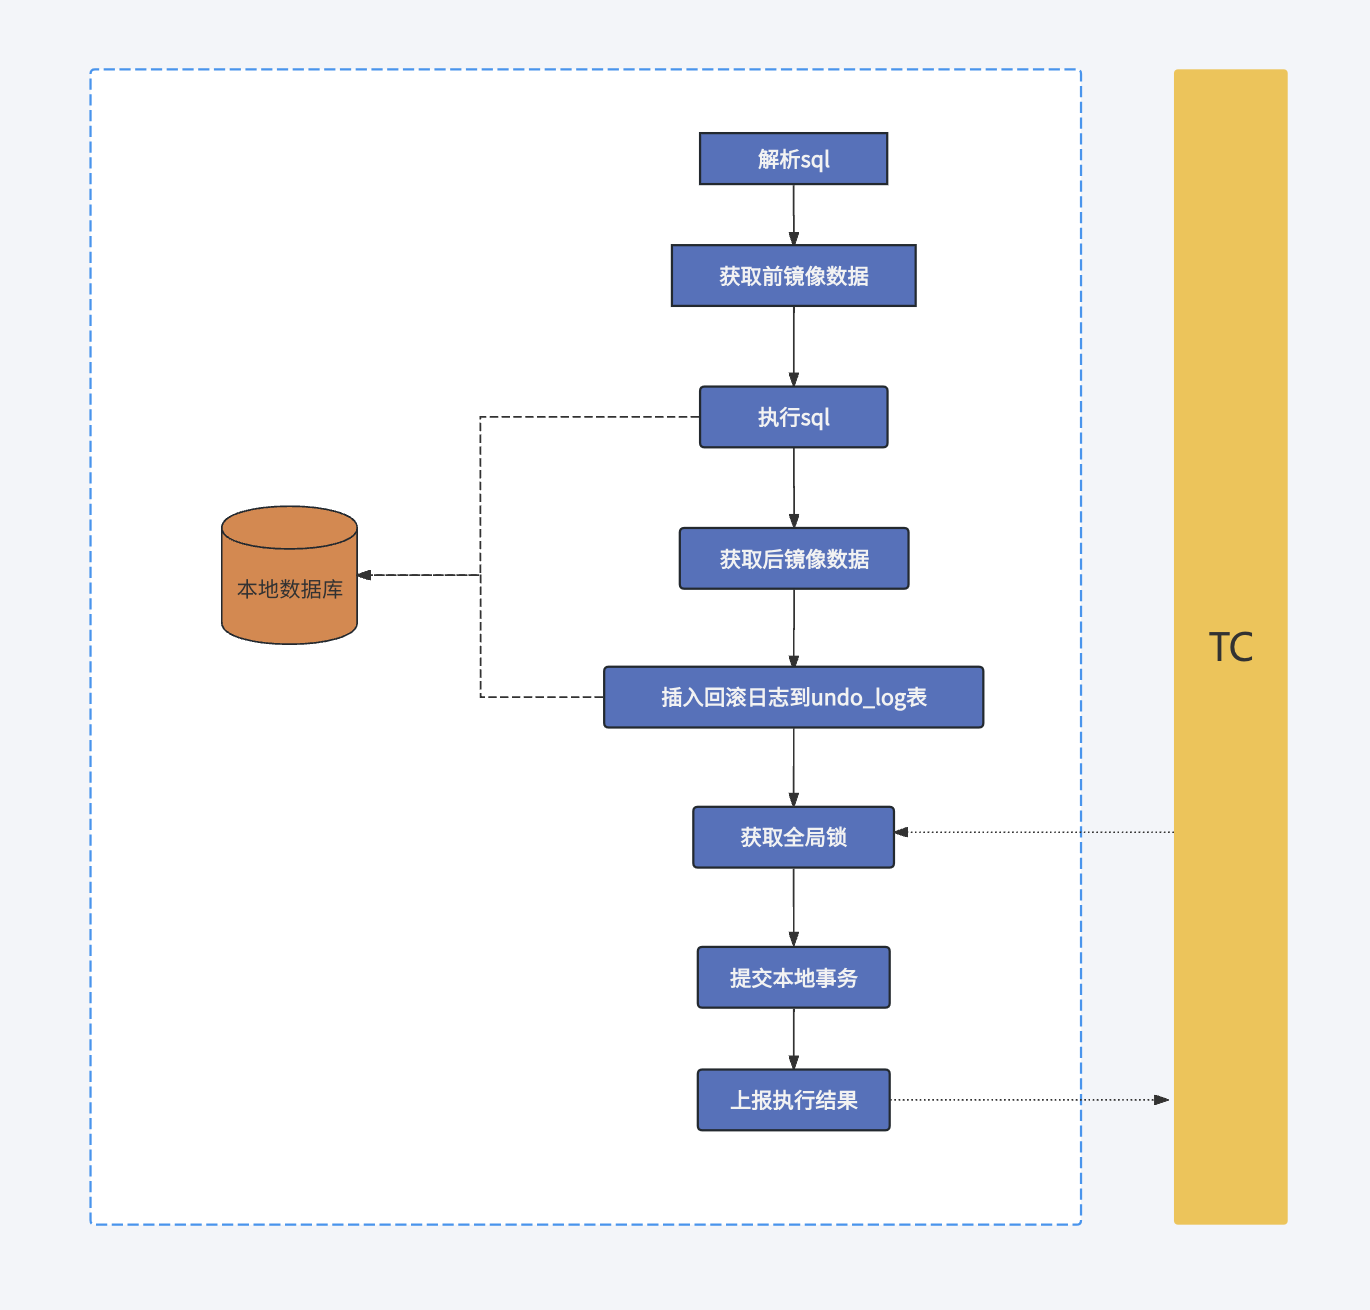 解析sql
获取前镜像数据
执行sql
获取后镜像数据
本地数据库
TC
插入回滚日志到undo_log表
获取全局锁
提交本地事务
上报执行结果